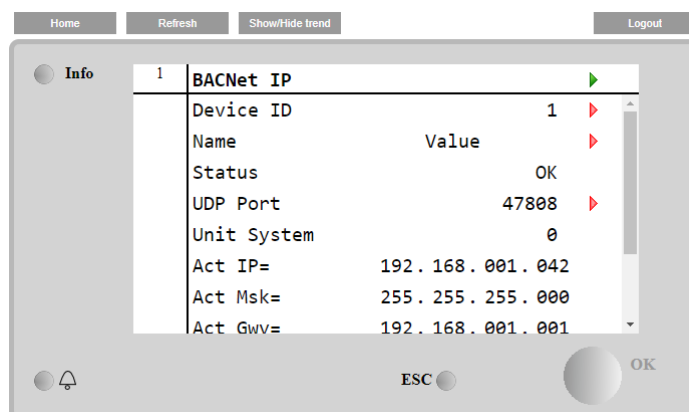 Home Refresh Show/Hide trend Logout
Info
1 BACNet IP
Device ID 1
Name Value
Status OK
UDP Port 47808
Unit System 0
Act IP= 192.168.001.042
Act Msk= 255.255.255.000
Act Gwy= 192.168.001.001
ESC OK